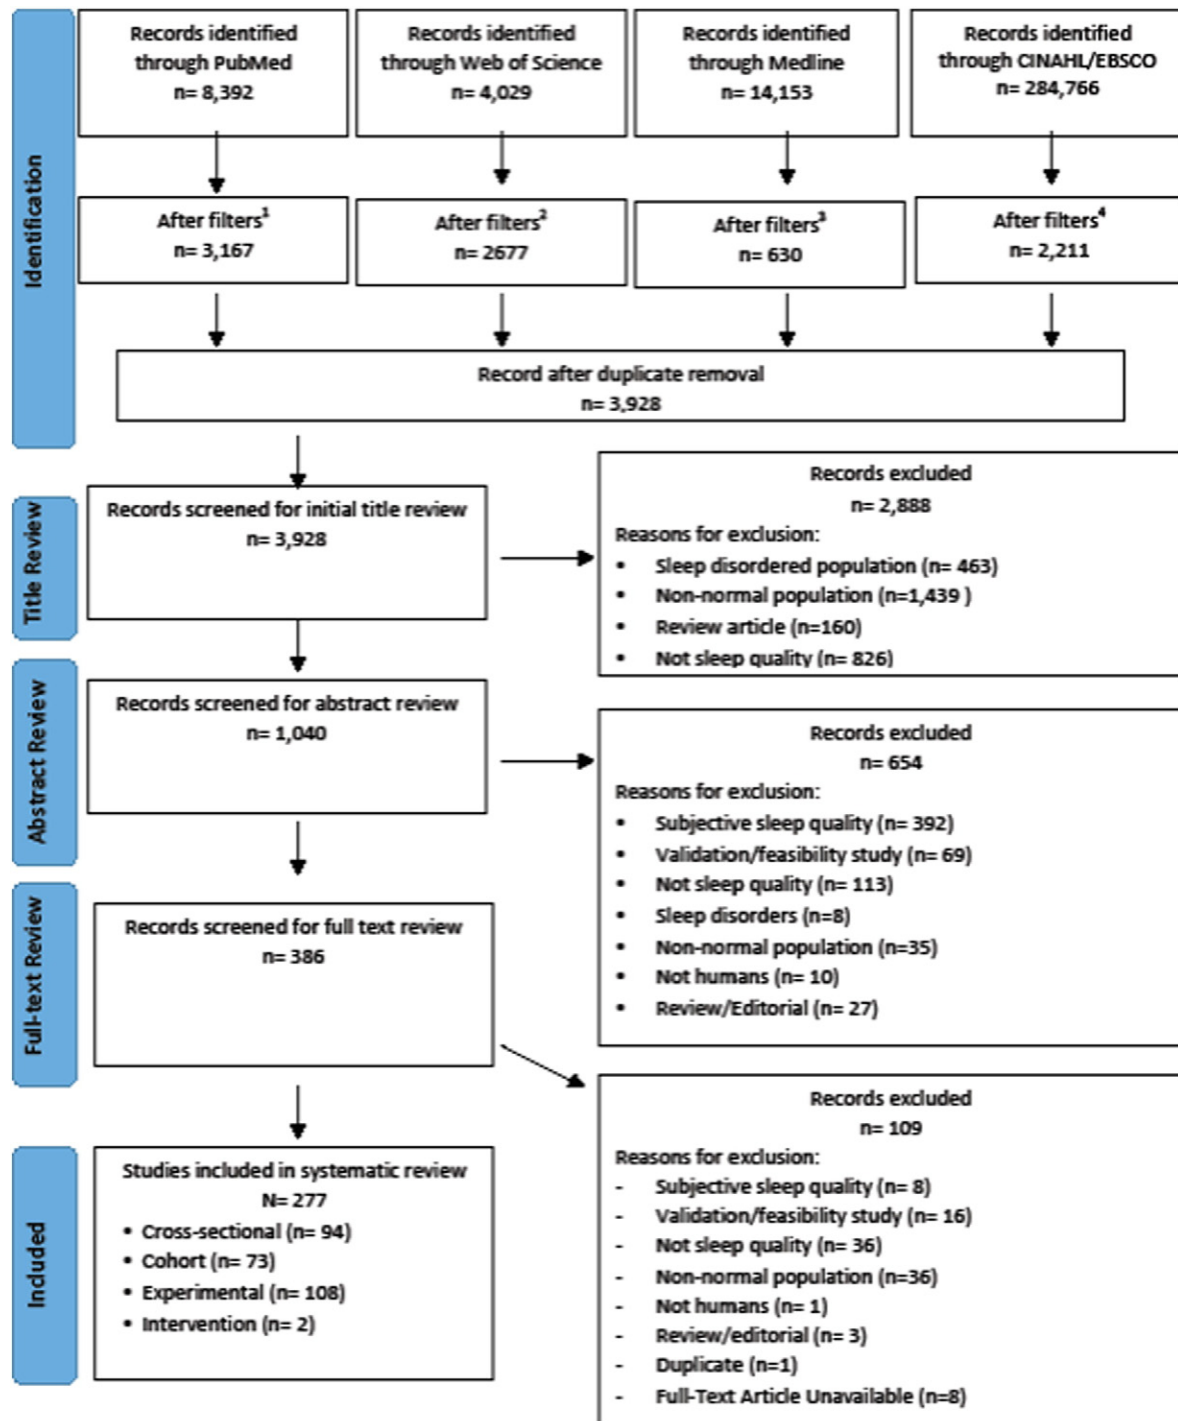 Identification
Records identified
through PubMed
n= 8,392
Records identified
through Web of Science
n= 4,029
Records identified
through Medline
n= 14,153
Records identified
through CINAHL/EBSCO
n= 284,766
After filters¹
n= 3,167
After filters²
n= 2677
After filters³
n= 630
After filters⁴
n= 2,211
Record after duplicate removal
n= 3,928
Title Review
Records screened for initial title review
n= 3,928
Records excluded
n= 2,888
Reasons for exclusion:
• Sleep disordered population (n= 463)
• Non-normal population (n=1,439 )
• Review article (n=160)
• Not sleep quality (n= 826)
Abstract Review
Records screened for abstract review
n= 1,040
Records excluded
n= 654
Reasons for exclusion:
• Subjective sleep quality (n= 392)
• Validation/feasibility study (n= 69)
• Not sleep quality (n= 113)
• Sleep disorders (n=8)
• Non-normal population (n=35)
• Not humans (n= 10)
• Review/Editorial (n= 27)
Full-text Review
Records screened for full text review
n= 386
Records excluded
n= 109
Reasons for exclusion:
- Subjective sleep quality (n= 8)
- Validation/feasibility study (n= 16)
- Not sleep quality (n= 36)
- Non-normal population (n=36)
- Not humans (n= 1)
- Review/editorial (n= 3)
- Duplicate (n=1)
- Full-Text Article Unavailable (n=8)
Included
Studies included in systematic review
N= 277
• Cross-sectional (n= 94)
• Cohort (n= 73)
• Experimental (n= 108)
• Intervention (n= 2)